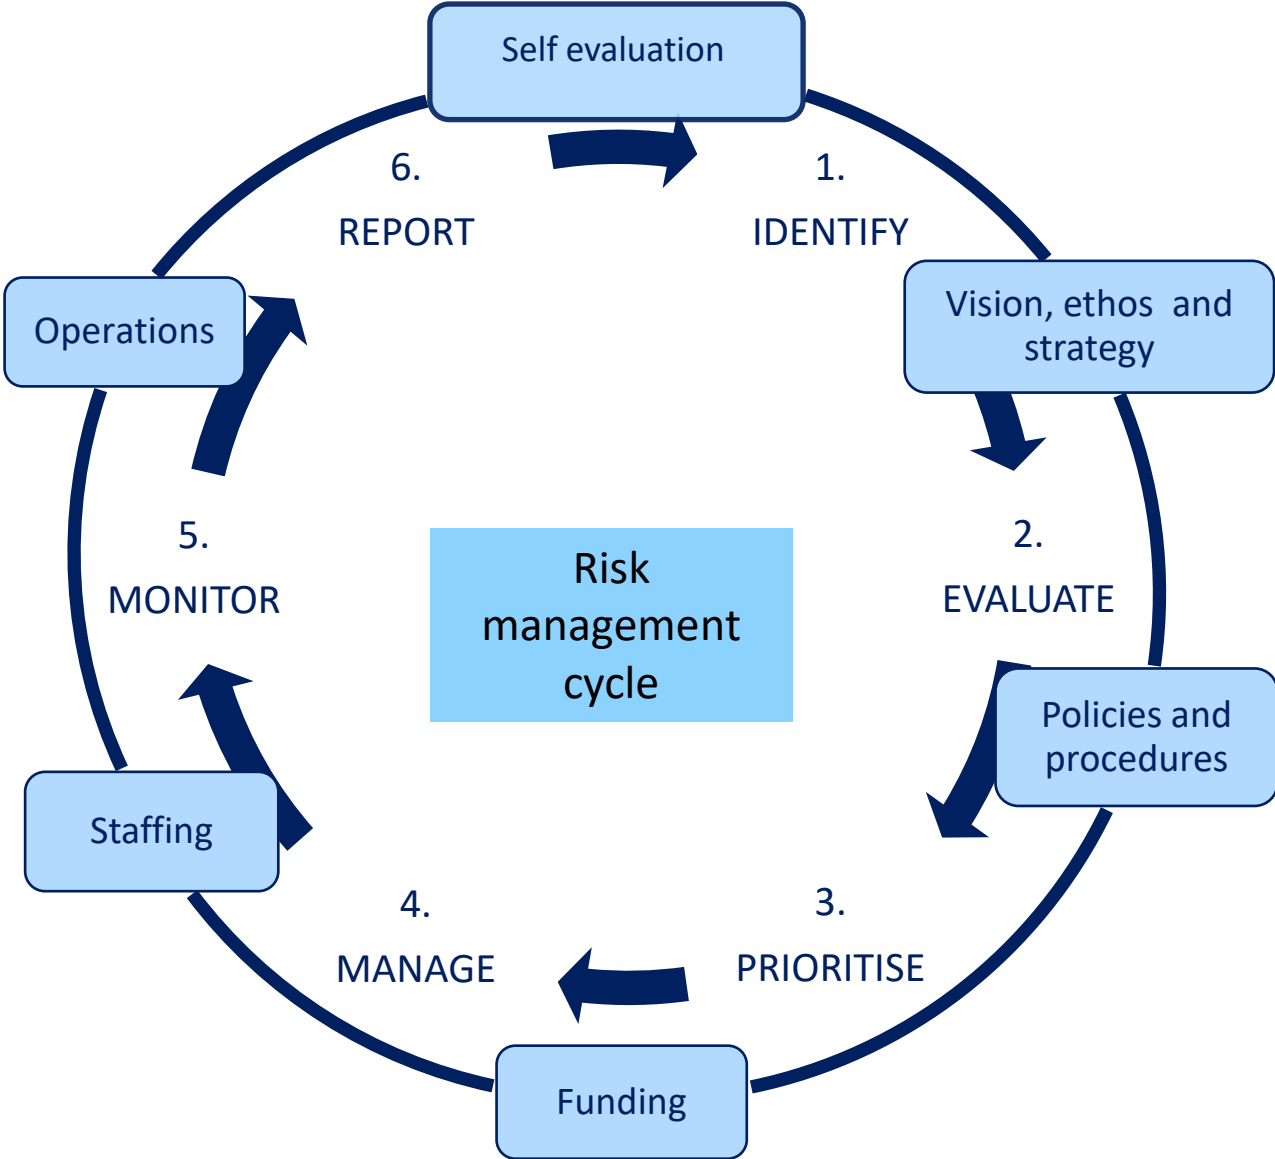 Self evaluation
6.
REPORT
1.
IDENTIFY
Operations
Vision, ethos  and
strategy
5.
MONITOR
Risk
management
cycle
2.
EVALUATE
Policies and
procedures
Staffing
4.
MANAGE
3.
PRIORITISE
Funding